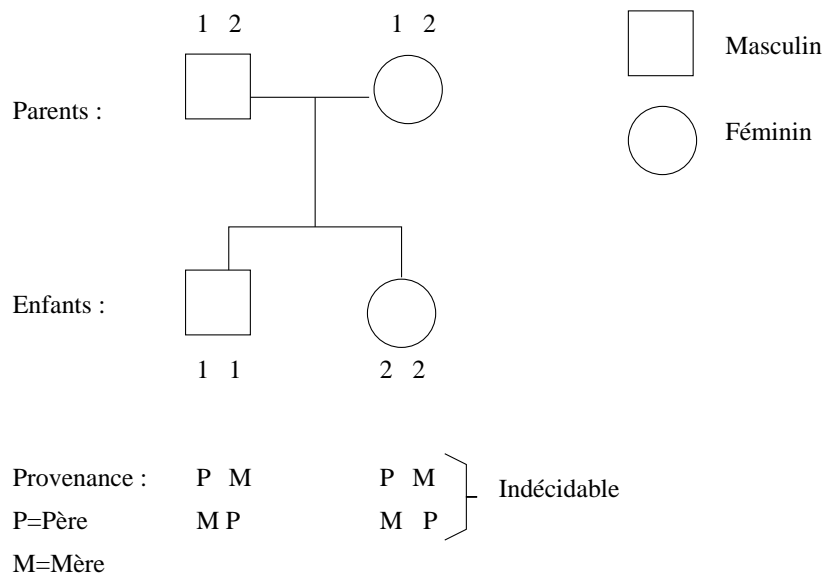 1 2 1 2
Masculin
Parents :
Féminin
Enfants :
1 1 2 2
Provenance : P M P M
Indécidable
P=Père M P M P
M=Mère